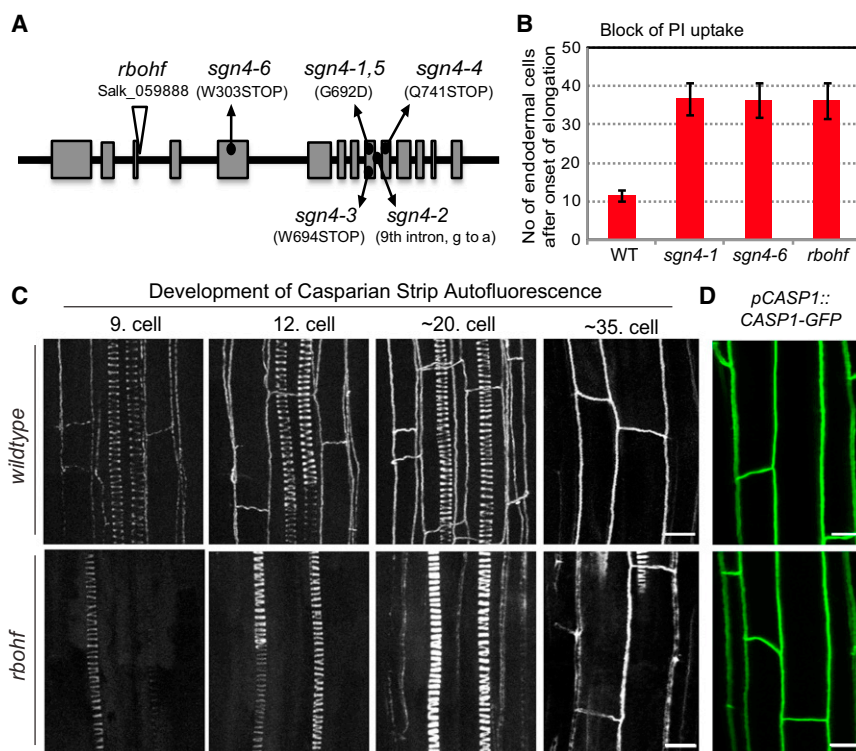 A
rbohf
Salk_059888
sgn4-6
(W303STOP)
sgn4-1,5
(G692D)
sgn4-4
(Q741STOP)
sgn4-3
(W694STOP)
sgn4-2
(9th intron, g to a)
B
Block of PI uptake
No of endodermal cells
after onset of elongation
50
40
30
20
10
0
WT
sgn4-1
sgn4-6
rbohf
C
Development of Casparian Strip Autofluorescence
9. cell
12. cell
~20. cell
~35. cell
wildtype
rbohf
D
pCASP1::
CASP1-GFP